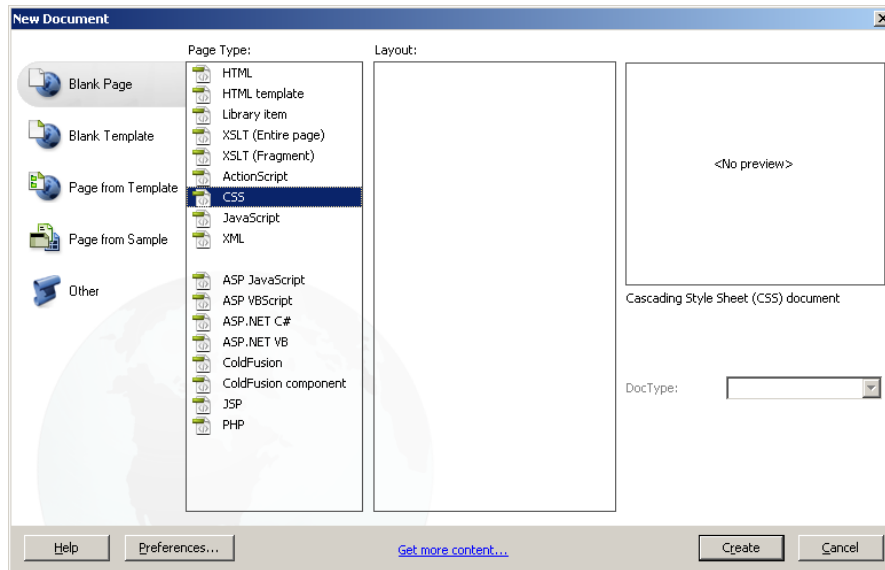 New Document
Page Type:
Layout:
Blank Page
Blank Template
Page from Template
Page from Sample
Other
HTML
HTML template
Library item
XSLT (Entire page)
XSLT (Fragment)
ActionScript
CSS
JavaScript
XML
ASP JavaScript
ASP VBScript
ASP.NET C#
ASP.NET VB
ColdFusion
ColdFusion component
JSP
PHP
<No preview>
Cascading Style Sheet (CSS) document
DocType:
Help
Preferences...
Get more content...
Create
Cancel